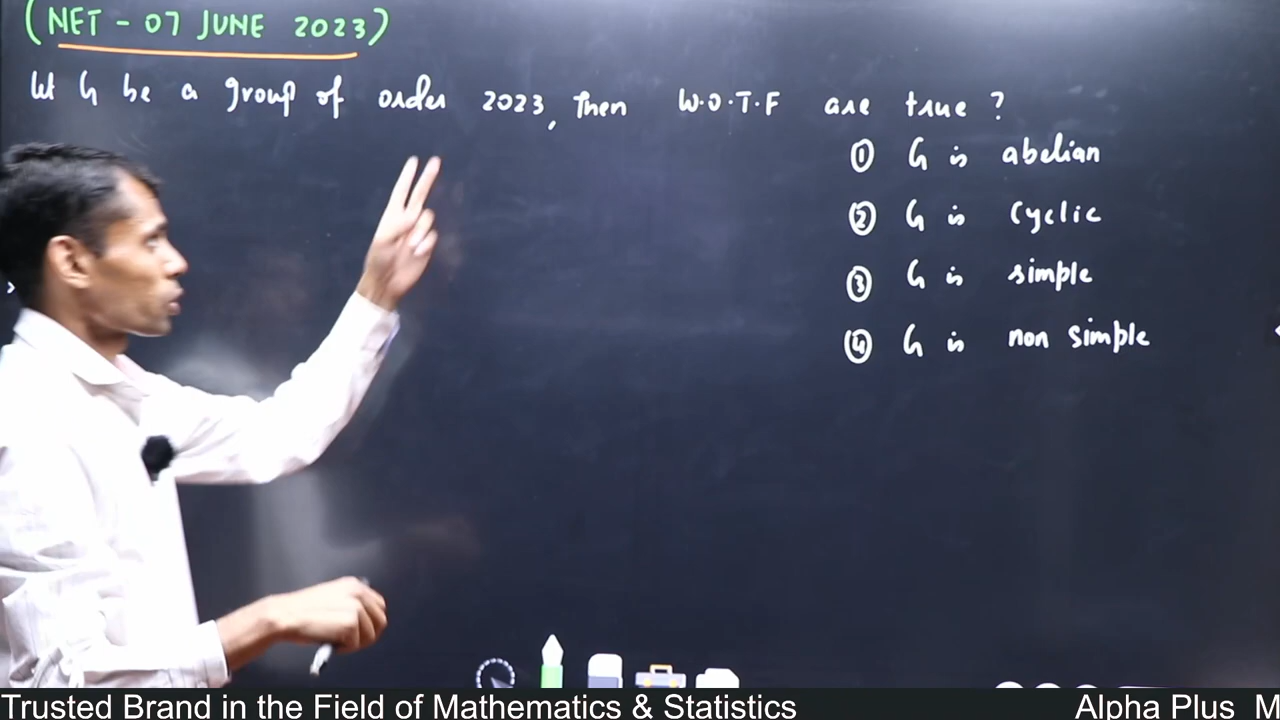 (NET - 07 JUNE 2023)
let G be a group of order 2023, Then W.O.T.F are true ?
① G is abelian
② G is cyclic
③ G is simple
④ G is non simple
Trusted Brand in the Field of Mathematics & Statistics
Alpha Plus M